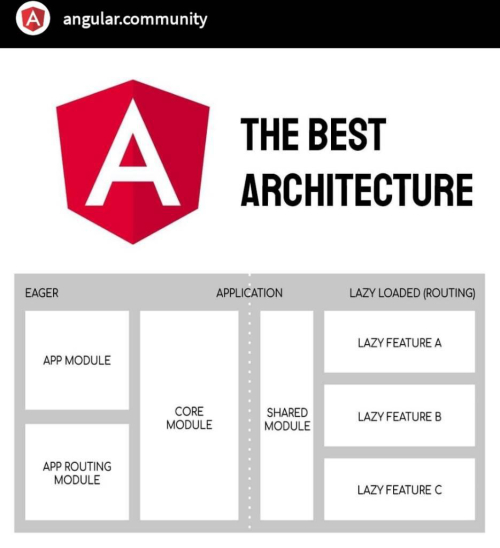 A angular.community
A
THE BEST
ARCHITECTURE
EAGER
APPLICATION
LAZY LOADED (ROUTING)
APP MODULE
APP ROUTING
MODULE
CORE
MODULE
SHARED
MODULE
LAZY FEATURE A
LAZY FEATURE B
LAZY FEATURE C